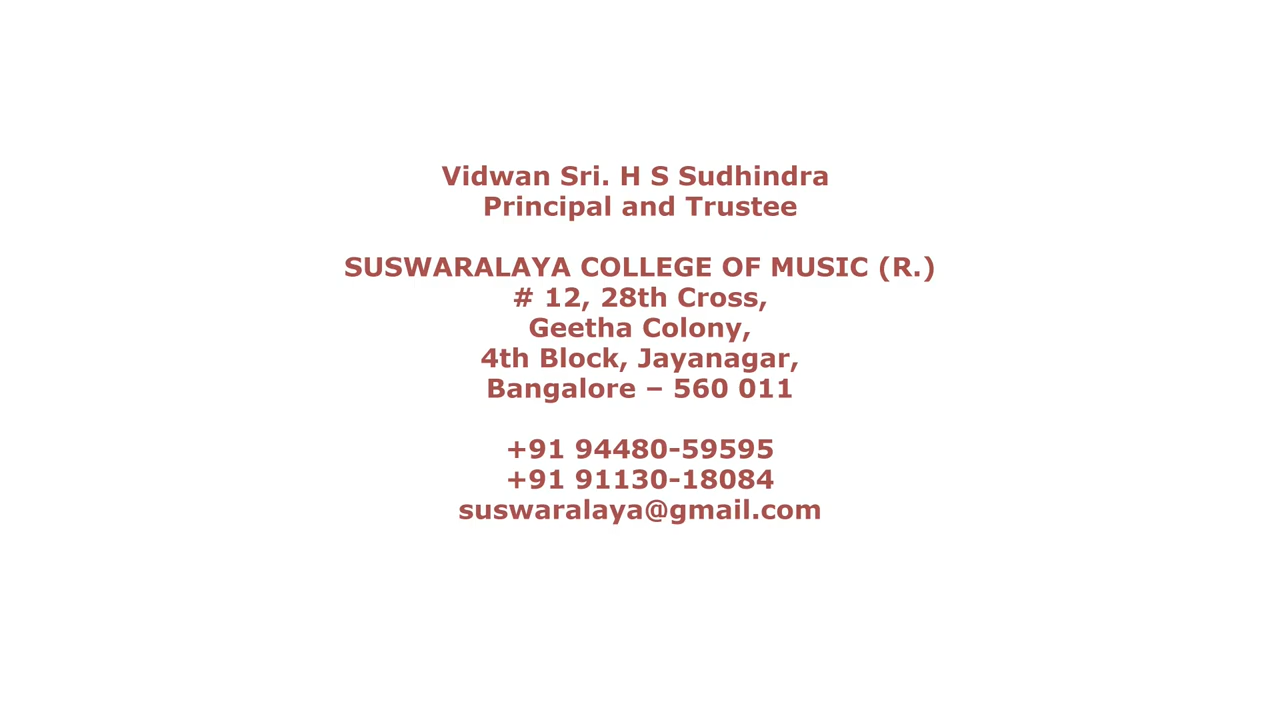 Vidwan Sri. H S Sudhindra
Principal and Trustee
SUSWARALAYA COLLEGE OF MUSIC (R.)
# 12, 28th Cross,
Geetha Colony,
4th Block, Jayanagar,
Bangalore – 560 011
+91 94480-59595
+91 91130-18084
suswaralaya@gmail.com